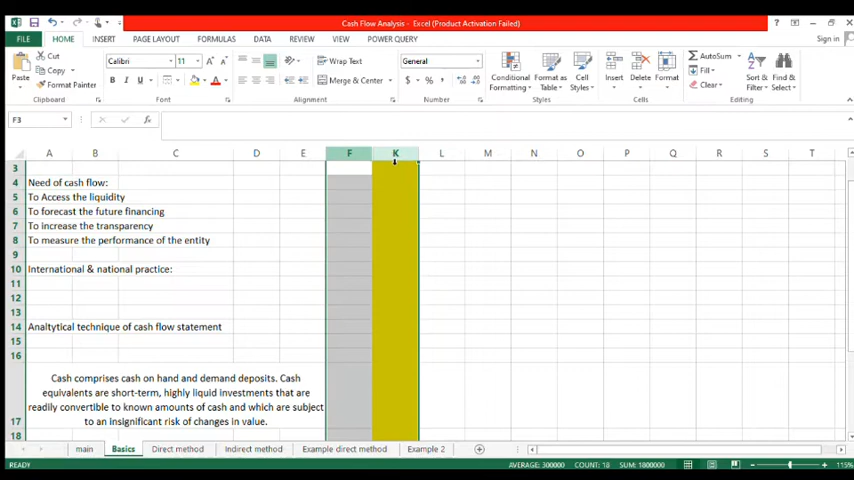 Cash Flow Analysis - Excel (Product Activation Failed)
FILE HOME INSERT PAGE LAYOUT FORMULAS DATA REVIEW VIEW POWER QUERY Sign in
Paste
Cut
Copy
Format Painter
Clipboard
Calibri 11
B I U
Font
Wrap Text
Merge & Center
Alignment
General
$ %
Number
Conditional Formatting
Format as Table
Cell Styles
Styles
Insert Delete Format
Cells
AutoSum
Fill
Clear
Sort & Filter
Find & Select
Editing
F3
fx
A B C D E F K L M N O P Q R S T
3
4 Need of cash flow:
5 To Access the liquidity
6 To forecast the future financing
7 To increase the transparency
8 To measure the performance of the entity
9
10 International & national practice:
11
12
13
14 Analtytical technique of cash flow statement
15
16
Cash comprises cash on hand and demand deposits. Cash
equivalents are short-term, highly liquid investments that are
readily convertible to known amounts of cash and which are subject
17 to an insignificant risk of changes in value.
18
main Basics Direct method Indirect method Example direct method Example 2
READY AVERAGE: 300000 COUNT: 18 SUM: 1800000 115%